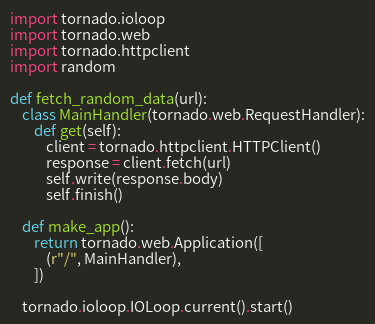 import tornado.ioloop
import tornado.web
import tornado.httpclient
import random

def fetch_random_data(url):
    class MainHandler(tornado.web.RequestHandler):
        def get(self):
            client = tornado.httpclient.HTTPClient()
            response = client.fetch(url)
            self.write(response.body)
            self.finish()

    def make_app():
        return tornado.web.Application([
            (r"/", MainHandler),
        ])

    tornado.ioloop.IOLoop.current().start()